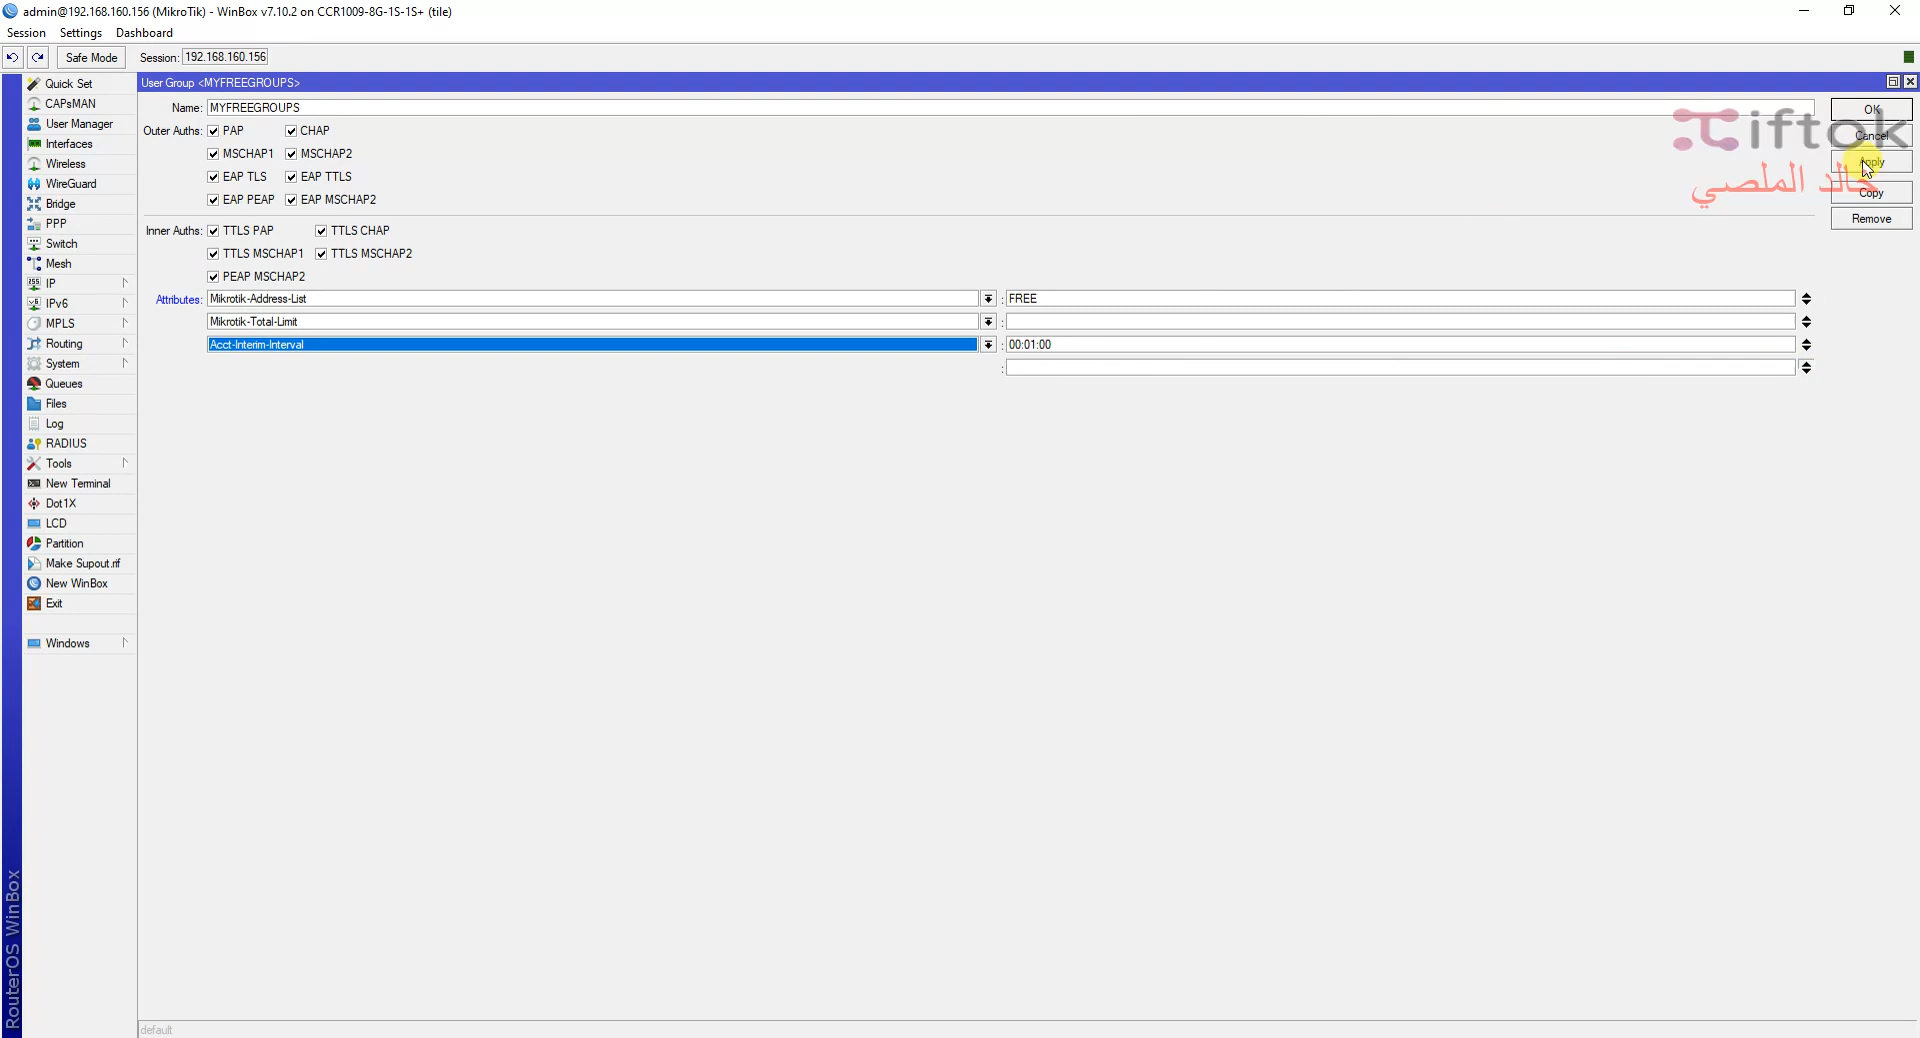 admin@192.168.160.156 (MikroTik) - WinBox v7.10.2 on CCR1009-8G-1S-1S+ (tile)
Session Settings Dashboard
Safe Mode Session: 192.168.160.156
Quick Set
CAPsMAN
User Manager
Interfaces
Wireless
WireGuard
Bridge
PPP
Switch
Mesh
IP
IPv6
MPLS
Routing
System
Queues
Files
Log
RADIUS
Tools
New Terminal
Dot1X
LCD
Partition
Make Supout.rif
New WinBox
Exit
Windows
RouterOS WinBox
User Group <MYFREEGROUPS>
Name: MYFREEGROUPS
Outer Auths: PAP CHAP
MSCHAP1 MSCHAP2
EAP TLS EAP TTLS
EAP PEAP EAP MSCHAP2
Inner Auths: TTLS PAP TTLS CHAP
TTLS MSCHAP1 TTLS MSCHAP2
PEAP MSCHAP2
Attributes: Mikrotik-Address-List : FREE
Mikrotik-Total-Limit :
Acct-Interim-Interval : 00:01:00
:
OK
Cancel
Apply
Copy
Remove
iftok
خالد الملصي
default